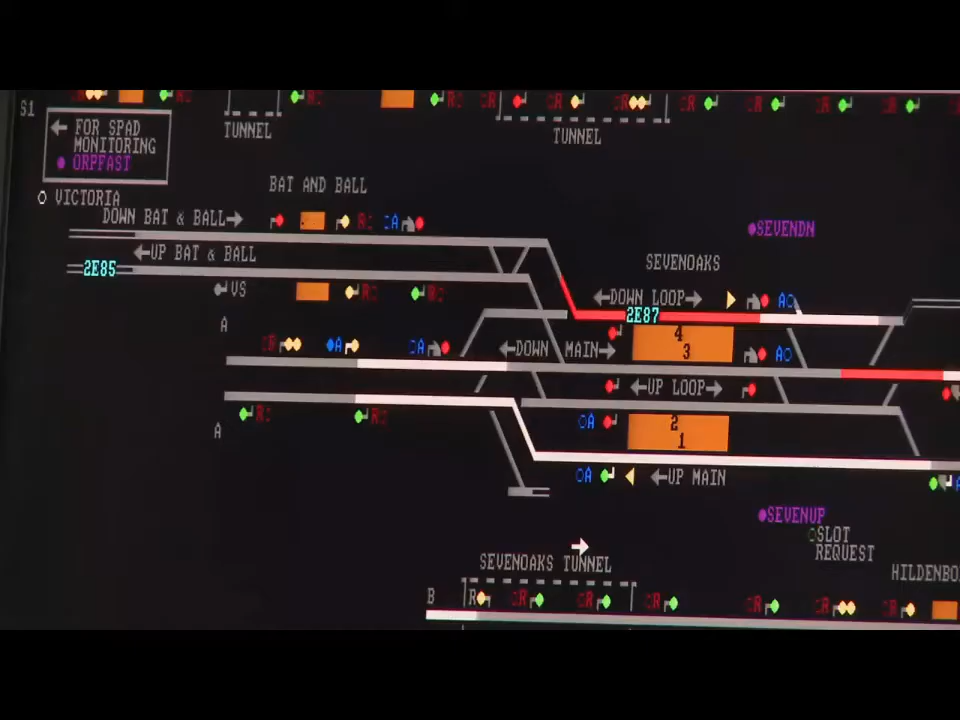 S1
FOR SPAD
MONITORING
ORPFAST
TUNNEL
TUNNEL
VICTORIA
BAT AND BALL
DOWN BAT & BALL
A
SEVENDN
UP BAT & BALL
2E85
SEVENOAKS
VS
DOWN LOOP
A
2E87
A
4
3
A
A
DOWN MAIN
A
UP LOOP
A
A
2
1
A
UP MAIN
SEVENUP
SLOT
REQUEST
SEVENOAKS TUNNEL
HILDENBO
B
R
R
R
R
R
R